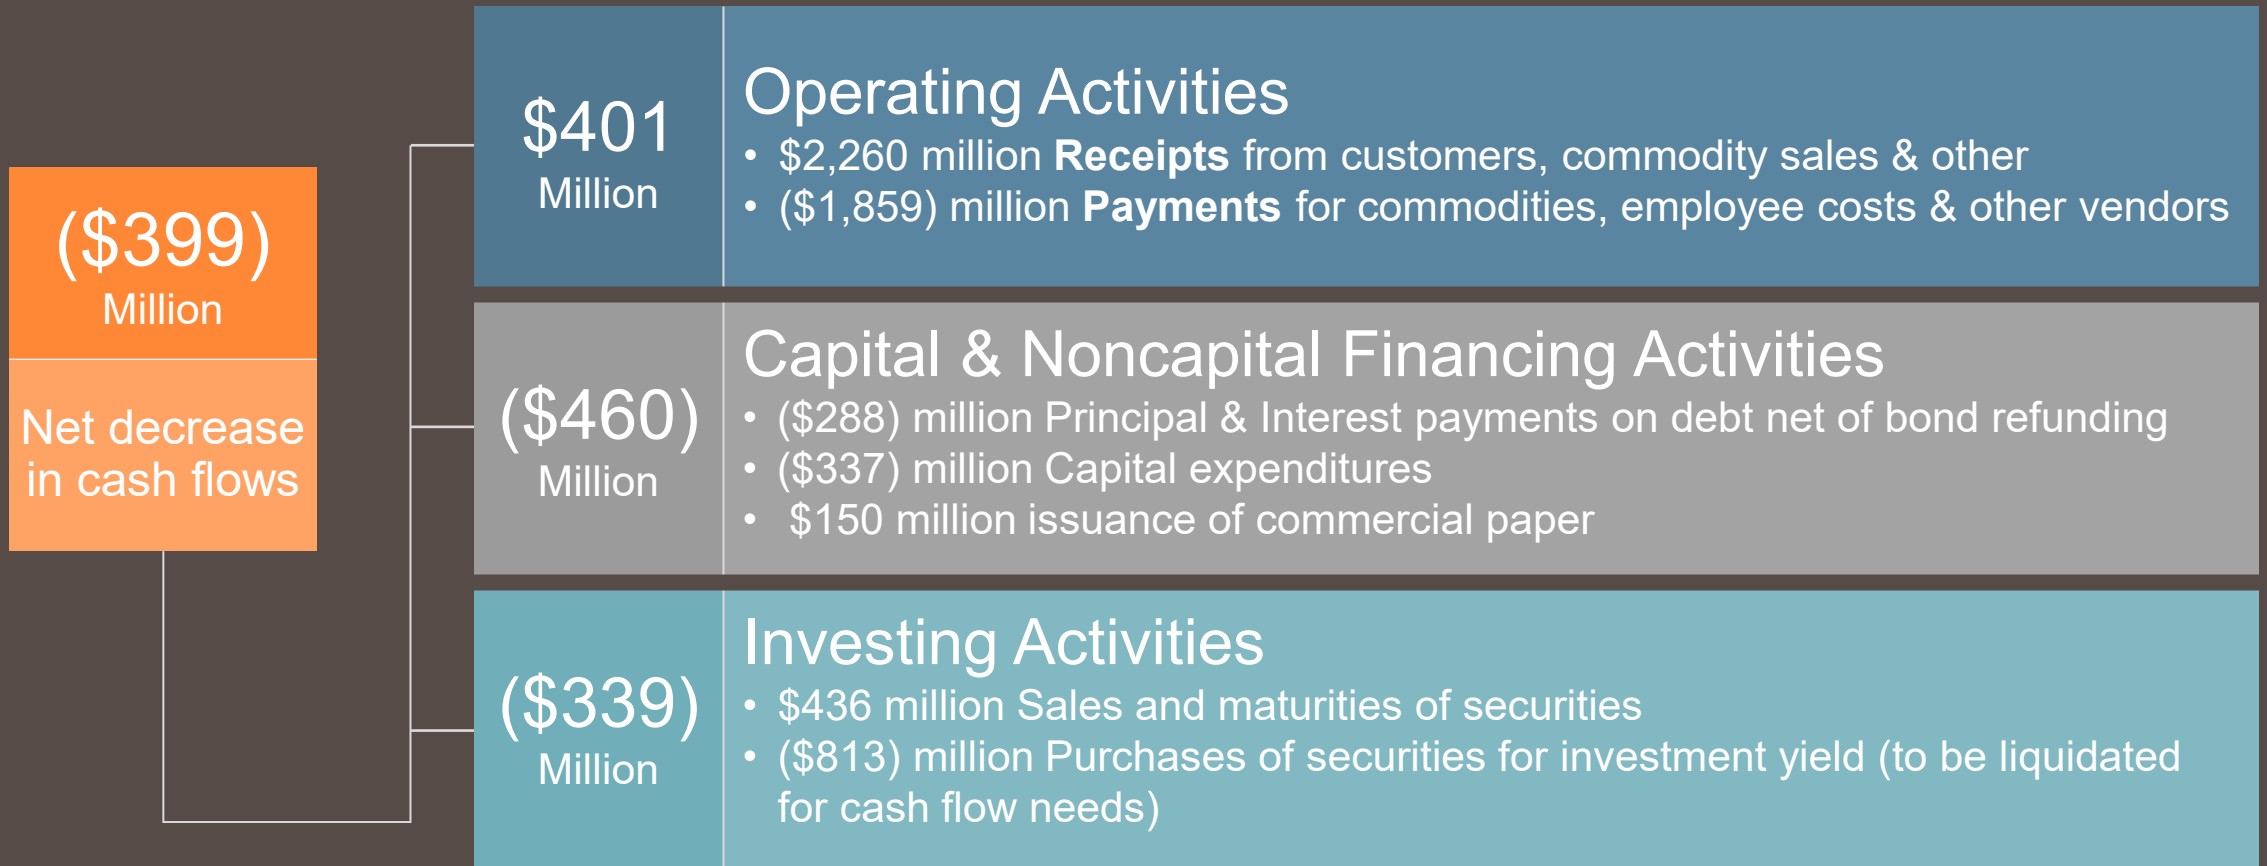 ($399)
Million
Net decrease
in cash flows
$401
Million
Operating Activities
• $2,260 million Receipts from customers, commodity sales & other
• ($1,859) million Payments for commodities, employee costs & other vendors
($460)
Million
Capital & Noncapital Financing Activities
• ($288) million Principal & Interest payments on debt net of bond refunding
• ($337) million Capital expenditures
• $150 million issuance of commercial paper
($339)
Million
Investing Activities
• $436 million Sales and maturities of securities
• ($813) million Purchases of securities for investment yield (to be liquidated
for cash flow needs)